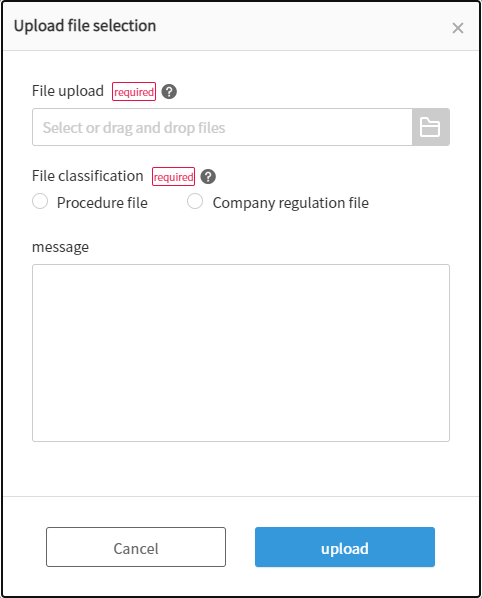 Upload file selection
File upload required
Select or drag and drop files
File classification required
Procedure file Company regulation file
message
Cancel upload